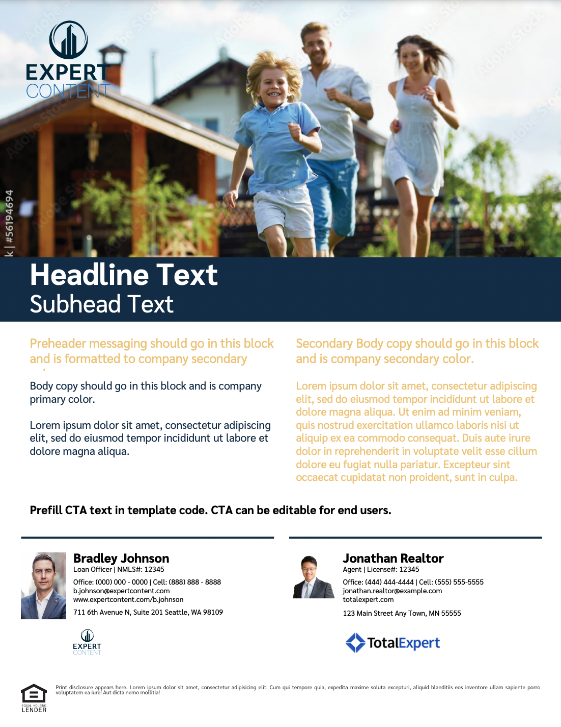 EXPERT
CONTENT
k | #56194694
Headline Text
Subhead Text
Preheader messaging should go in this block
and is formatted to company secondary
Body copy should go in this block and is company
primary color.
Lorem ipsum dolor sit amet, consectetur adipiscing
elit, sed do eiusmod tempor incididunt ut labore et
dolore magna aliqua.
Secondary Body copy should go in this block
and is company secondary color.
Lorem ipsum dolor sit amet, consectetur adipiscing
elit, sed do eiusmod tempor incididunt ut labore et
dolore magna aliqua. Ut enim ad minim veniam,
quis nostrud exercitation ullamco laboris nisi ut
aliquip ex ea commodo consequat. Duis aute irure
dolor in reprehenderit in voluptate velit esse cillum
dolore eu fugiat nulla pariatur. Excepteur sint
occaecat cupidatat non proident, sunt in culpa.
Prefill CTA text in template code. CTA can be editable for end users.
Bradley Johnson
Loan Officer | NMLS#: 12345
Office: (000) 000 - 0000 | Cell: (888) 888 - 8888
b.johnson@expertcontent.com
www.expertcontent.com/b.johnson
711 6th Avenue N, Suite 201 Seattle, WA 98109
EXPERT
CONTENT
Jonathan Realtor
Agent | License#: 12345
Office: (444) 444-4444 | Cell: (555) 555-5555
jonathan.realtor@example.com
totalexpert.com
123 Main Street Any Town, MN 55555
TotalExpert
LENDER
Print disclosure appears here. Lorem ipsum dolor sit amet, consectetur adipisicing elit. Cum qui tempore quia, expedita maxime soluta excepturi, aliquid blanditiis eos inventore ullam sapiente porro
voluptatem ea iure! Aut dicta nemo mollitia!